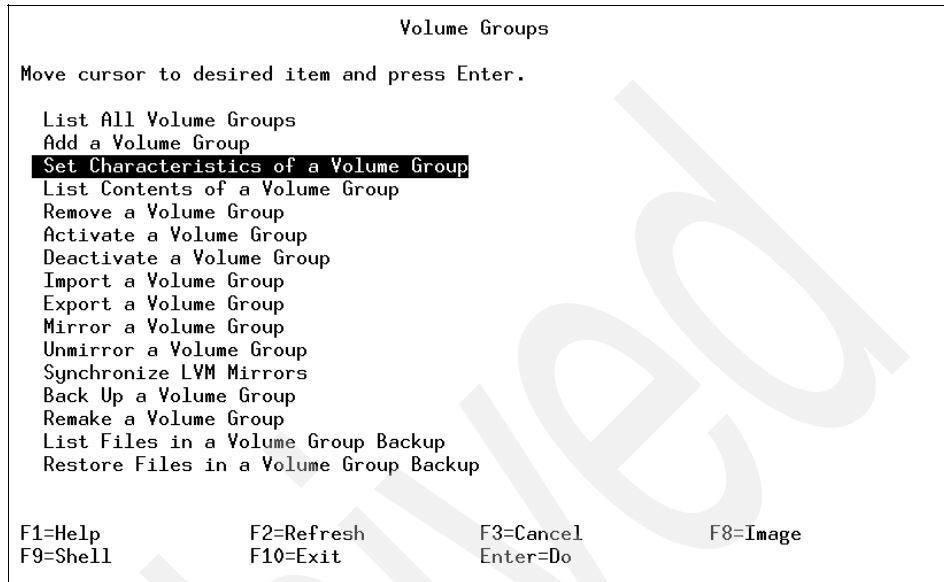 Volume Groups
Move cursor to desired item and press Enter.
List All Volume Groups
Add a Volume Group
Set Characteristics of a Volume Group
List Contents of a Volume Group
Remove a Volume Group
Activate a Volume Group
Deactivate a Volume Group
Import a Volume Group
Export a Volume Group
Mirror a Volume Group
Unmirror a Volume Group
Synchronize LVM Mirrors
Back Up a Volume Group
Remake a Volume Group
List Files in a Volume Group Backup
Restore Files in a Volume Group Backup
F1=Help F2=Refresh F3=Cancel F8=Image
F9=Shell F10=Exit Enter=Do